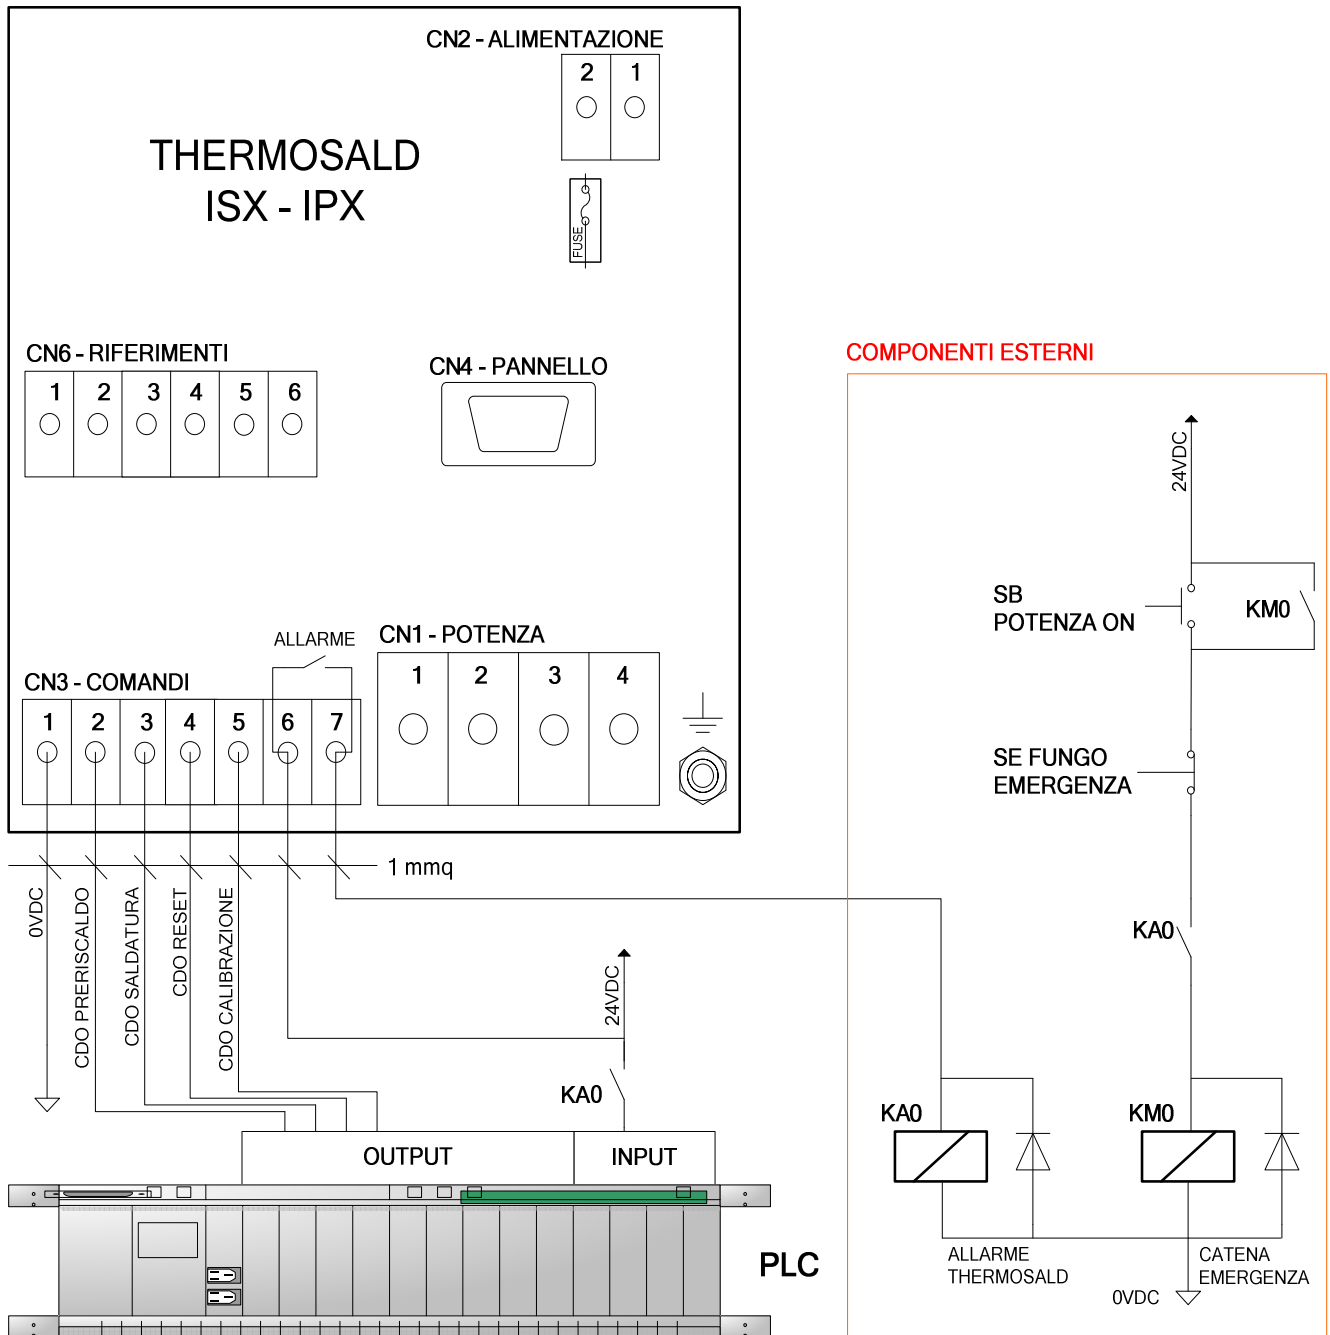 CN2 - ALIMENTAZIONE
2 1
THERMOSALD
ISX - IPX
FUSE
CN6 - RIFERIMENTI
1 2 3 4 5 6
CN4 - PANNELLO
COMPONENTI ESTERNI
24VDC
SB
POTENZA ON
KM0
ALLARME
CN1 - POTENZA
1 2 3 4
CN3 - COMANDI
1 2 3 4 5 6 7
SE FUNGO
EMERGENZA
1 mmq
0VDC
CDO PRERISCALDO
CDO SALDATURA
CDO RESET
CDO CALIBRAZIONE
KA0
24VDC
KA0
KA0
KM0
OUTPUT
INPUT
PLC
ALLARME
THERMOSALD
CATENA
EMERGENZA
0VDC